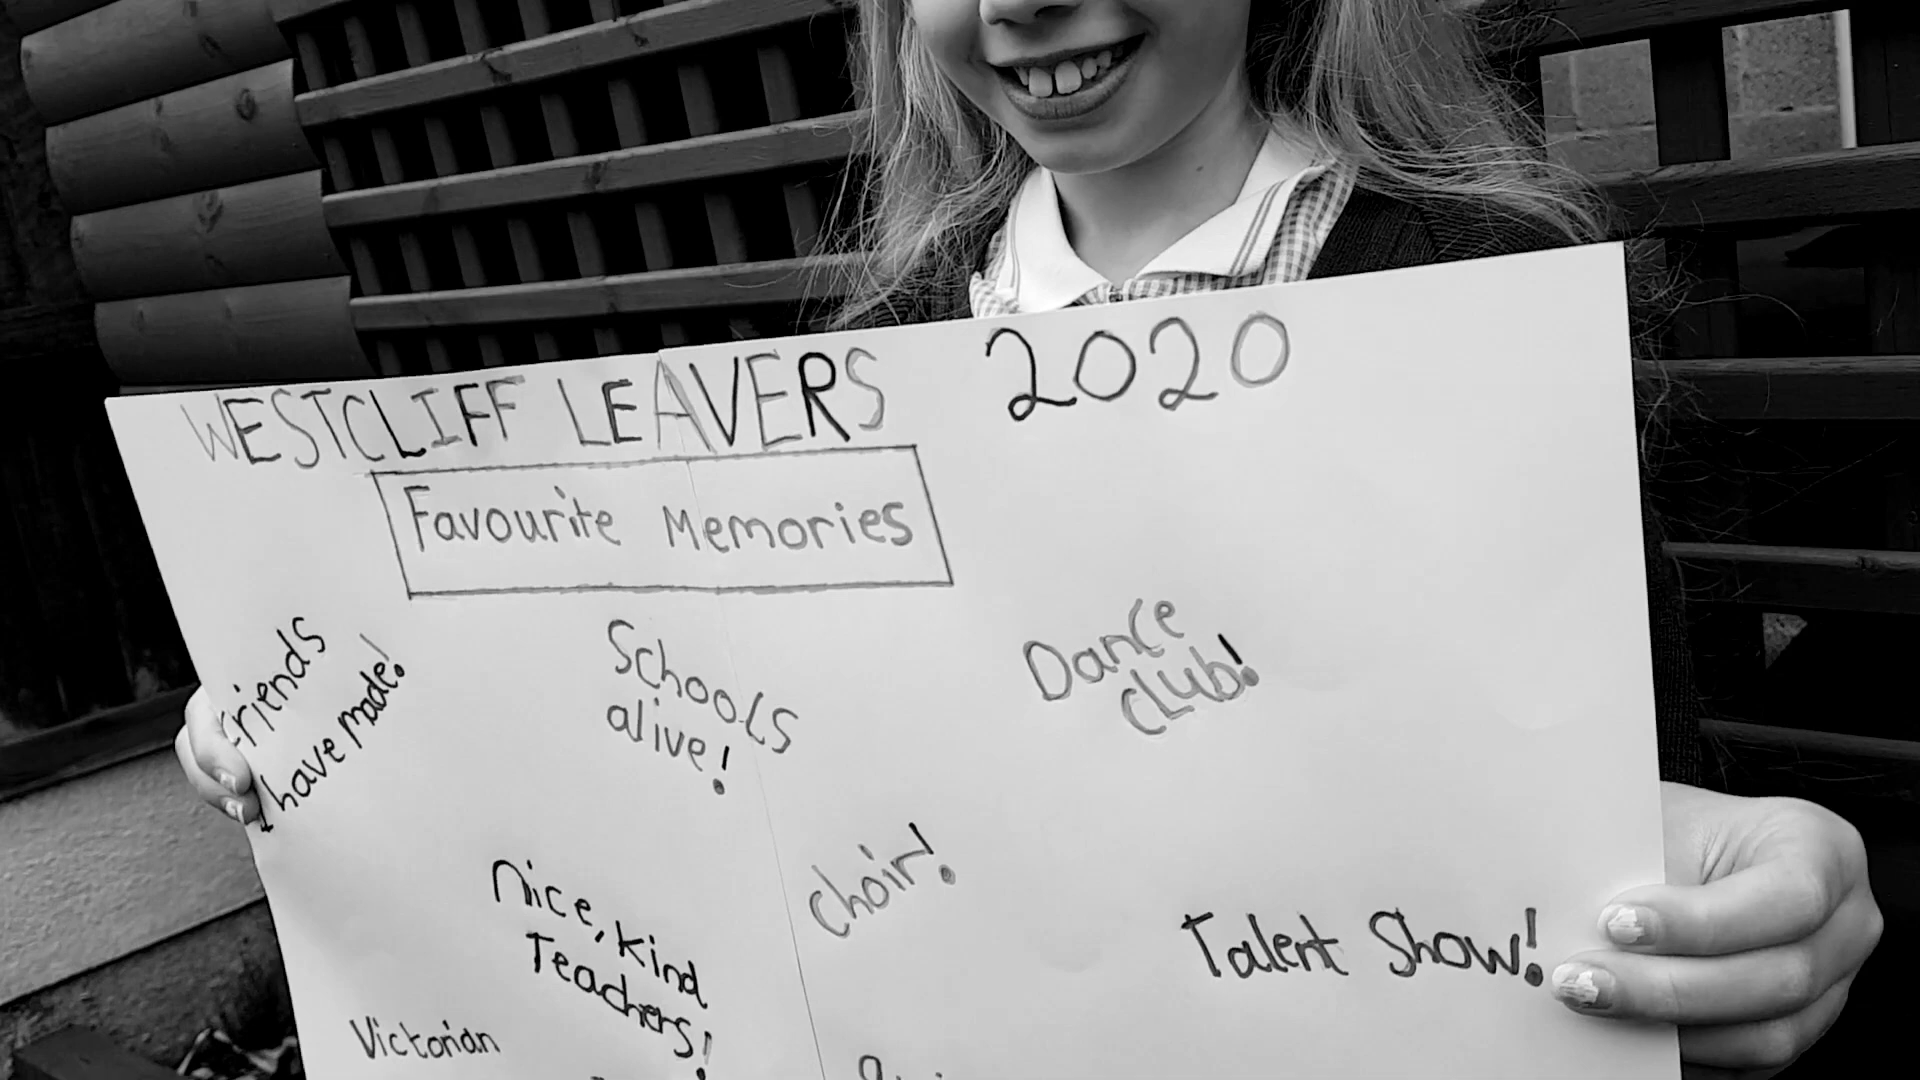 WESTCLIFF LEAVERS 2020
Favourite Memories
Friends
I have made!
Schools
alive!
Dance
Club!
Nice, Kind
Teachers!
choir!
Talent Show!
Victorian